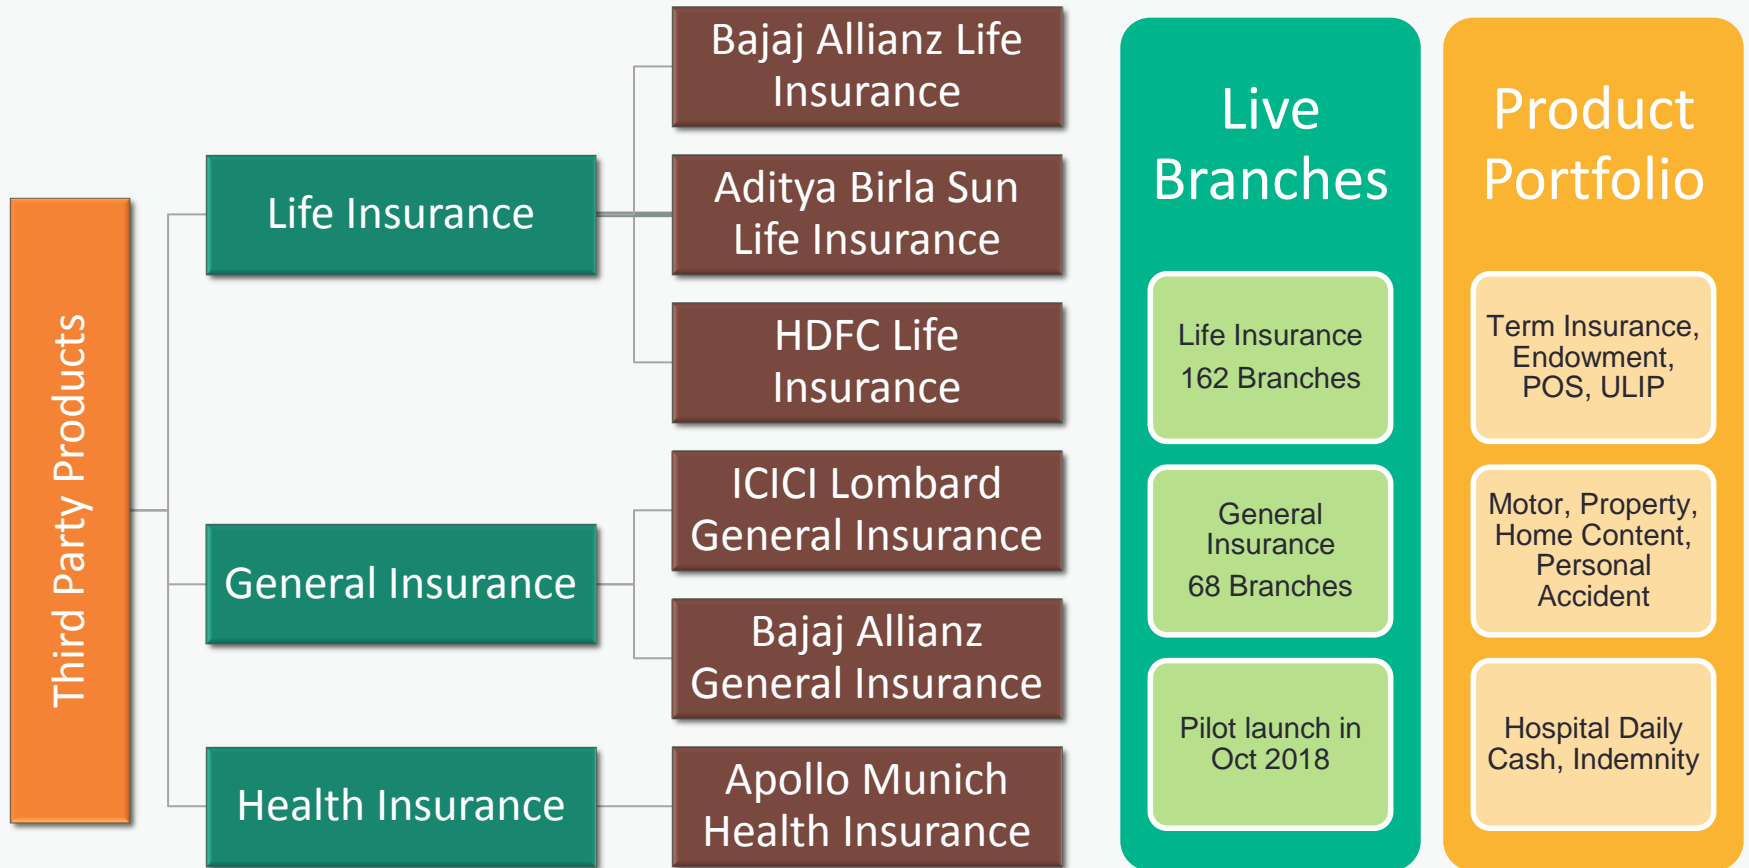 Third Party Products
Life Insurance
General Insurance
Health Insurance
Bajaj Allianz Life
Insurance
Aditya Birla Sun
Life Insurance
HDFC Life
Insurance
ICICI Lombard
General Insurance
Bajaj Allianz
General Insurance
Apollo Munich
Health Insurance
Live
Branches
Life Insurance
162 Branches
General
Insurance
68 Branches
Pilot launch in
Oct 2018
Product
Portfolio
Term Insurance,
Endowment,
POS, ULIP
Motor, Property,
Home Content,
Personal
Accident
Hospital Daily
Cash, Indemnity